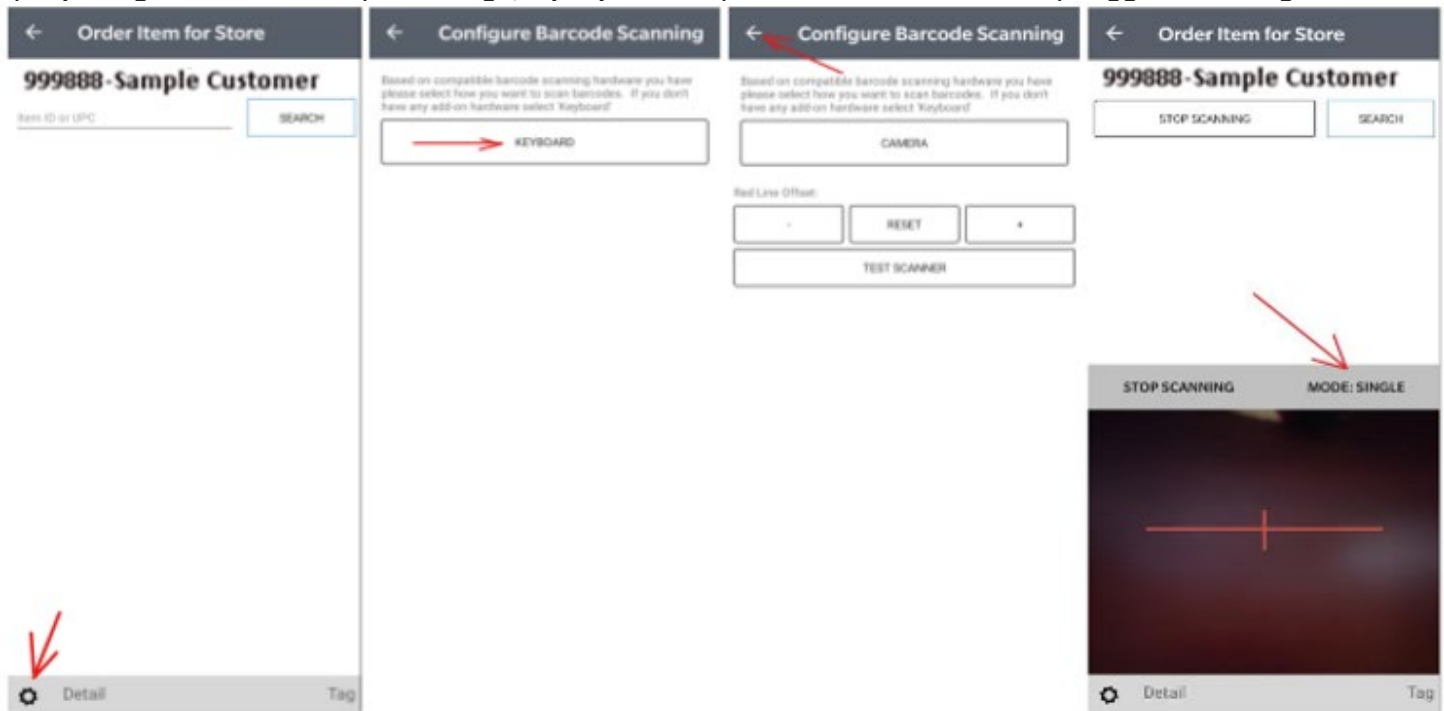 Order Item for Store
999888-Sample Customer
Item ID or UPC
SEARCH
Detail
Tag
Configure Barcode Scanning
Based on compatible barcode scanning hardware you have
please select how you want to scan barcodes. If you don't
have any add-on hardware select 'Keyboard'
KEYBOARD
Configure Barcode Scanning
Based on compatible barcode scanning hardware you have
please select how you want to scan barcodes. If you don't
have any add-on hardware select 'Keyboard'
CAMERA
Red Line Offset:
-
RESET
+
TEST SCANNER
Order Item for Store
999888-Sample Customer
STOP SCANNING
SEARCH
STOP SCANNING
MODE: SINGLE
Detail
Tag